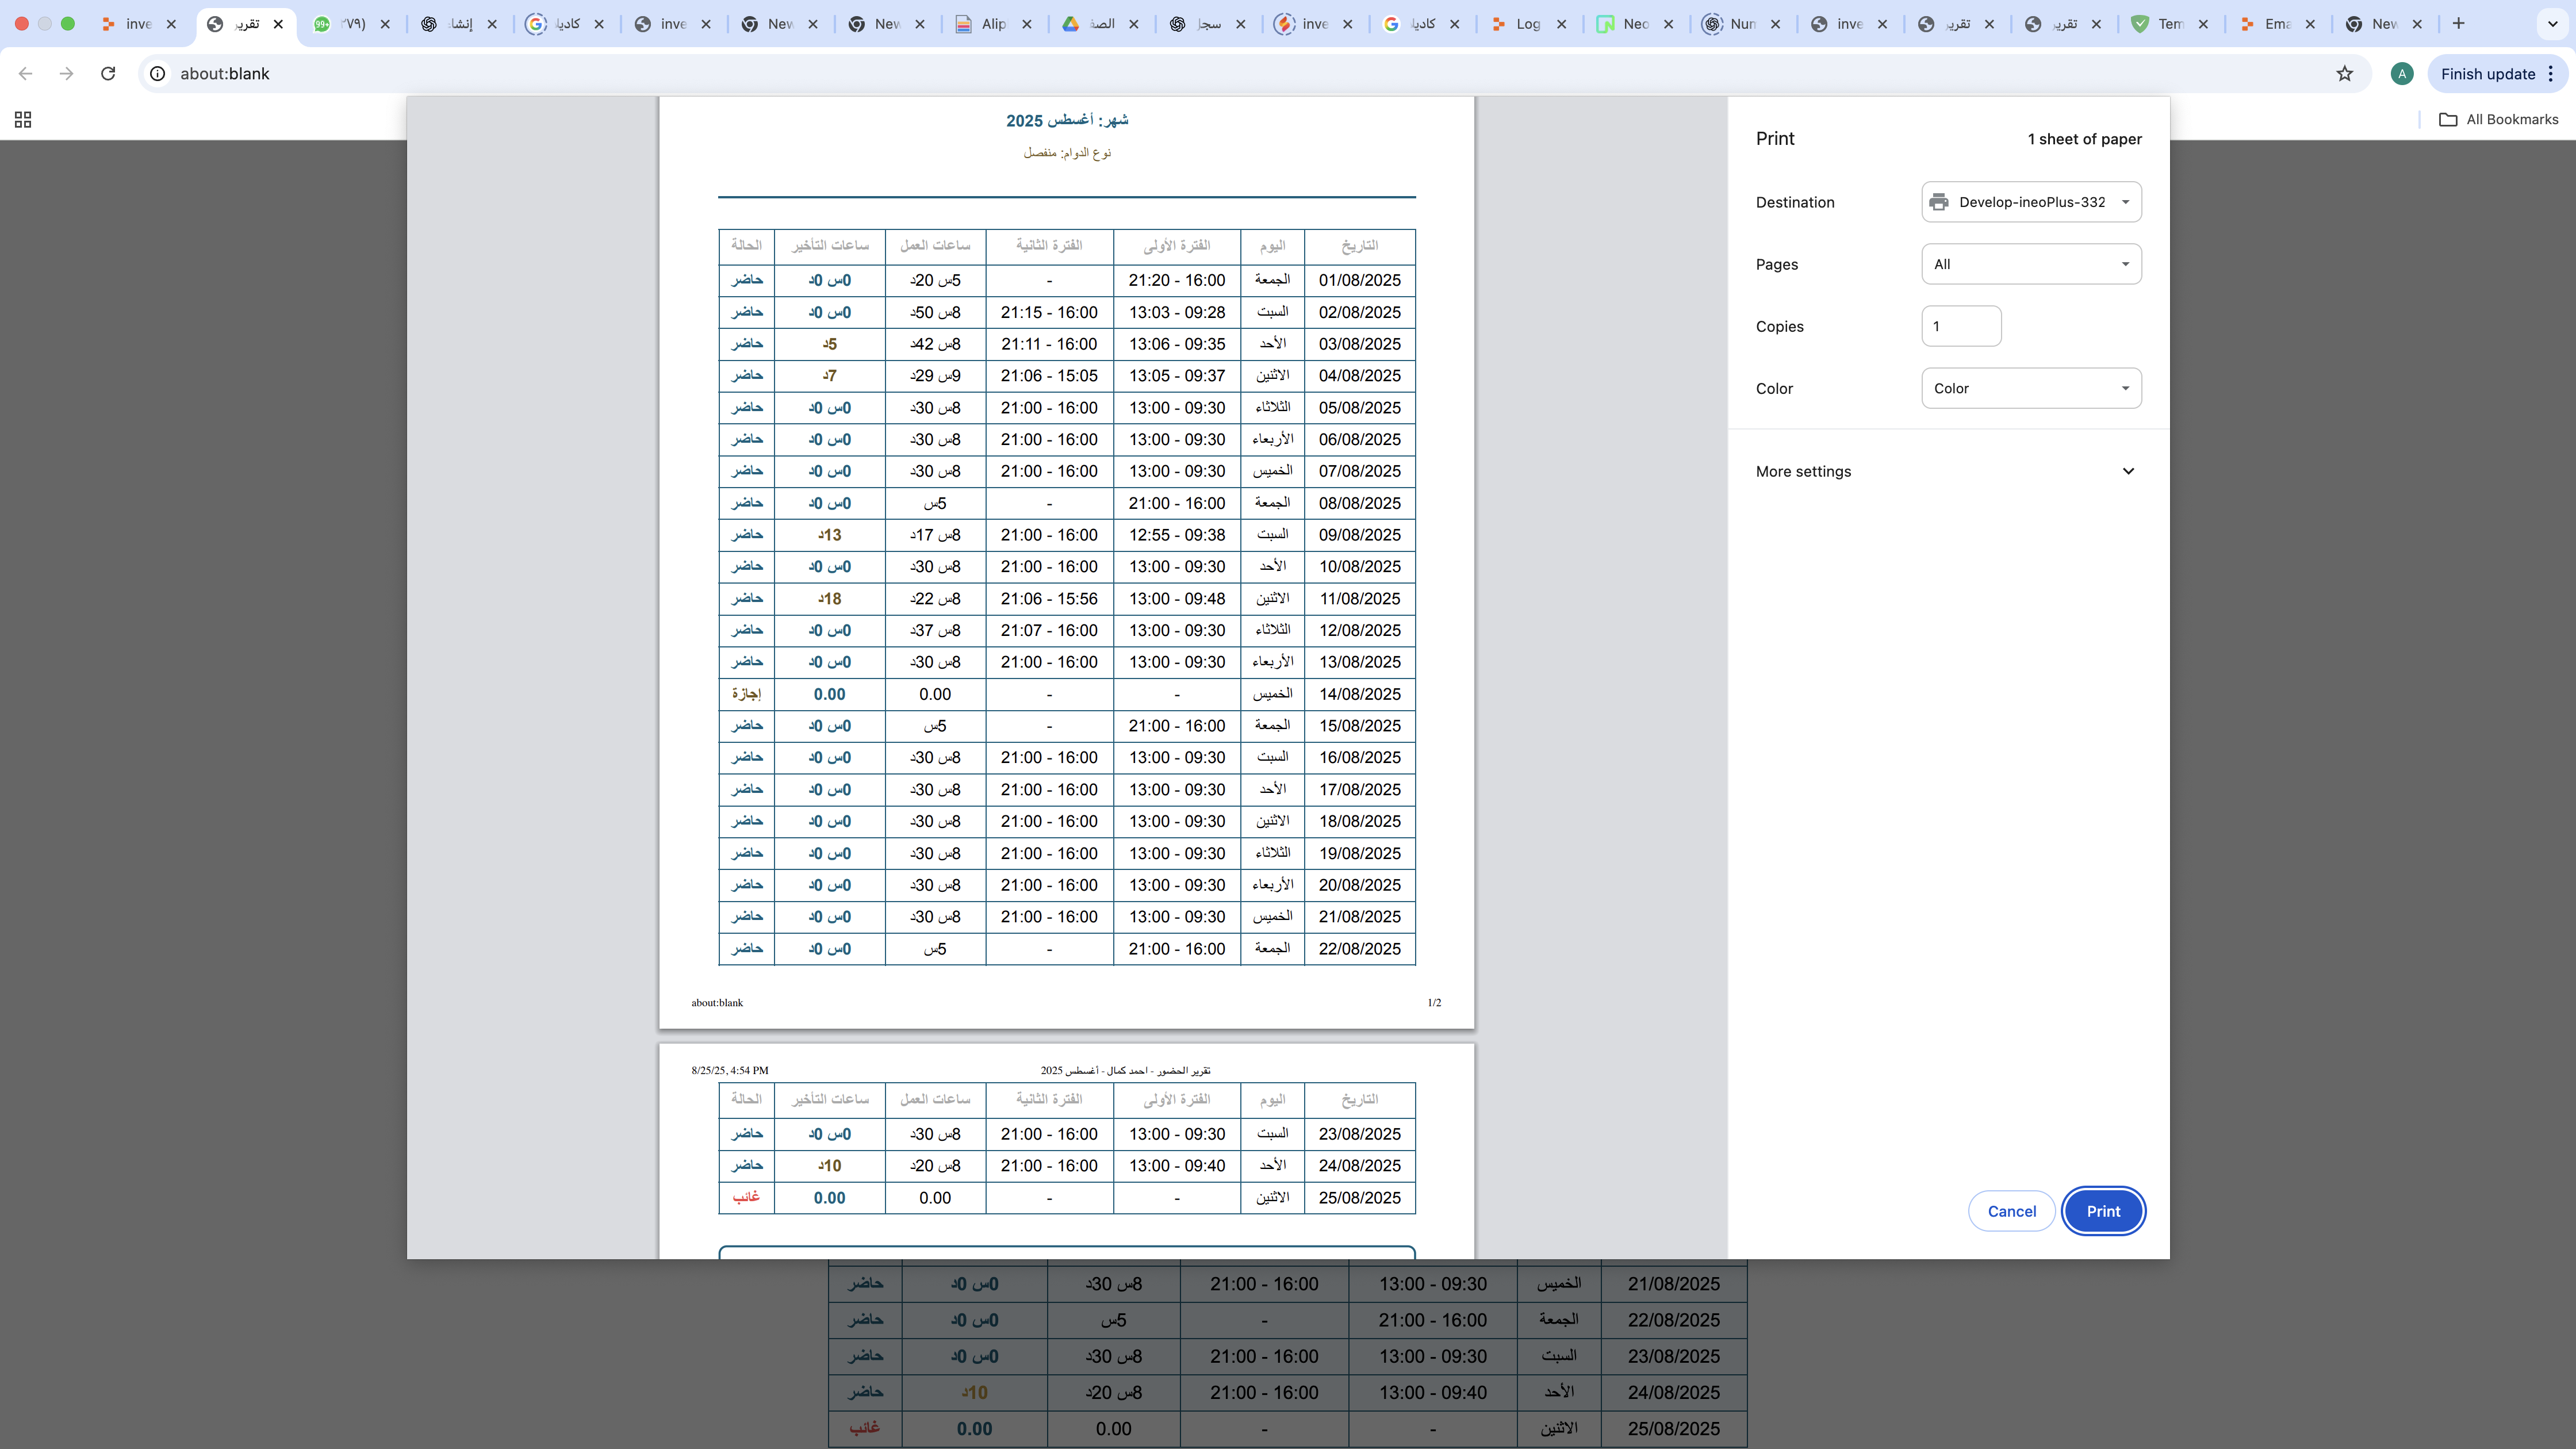 inve تقرير (٢٧٩ إنشاء كاديا inve New New Alip الصف سجل inve كاديا Log Neo Nun inve تقرير تقرير Tem Ema New
99+
about:blank
A Finish update
All Bookmarks
شهر: أغسطس 2025
نوع الدوام: منفصل
التاريخ اليوم الفترة الأولى الفترة الثانية ساعات العمل ساعات التأخير الحالة
01/08/2025 الجمعة 16:00 - 21:20 - 5س 20د 0س 0د حاضر
02/08/2025 السبت 09:28 - 13:03 16:00 - 21:15 8س 50د 0س 0د حاضر
03/08/2025 الأحد 09:35 - 13:06 16:00 - 21:11 8س 42د 5د حاضر
04/08/2025 الاثنين 09:37 - 13:05 15:05 - 21:06 9س 29د 7د حاضر
05/08/2025 الثلاثاء 09:30 - 13:00 16:00 - 21:00 8س 30د 0س 0د حاضر
06/08/2025 الأربعاء 09:30 - 13:00 16:00 - 21:00 8س 30د 0س 0د حاضر
07/08/2025 الخميس 09:30 - 13:00 16:00 - 21:00 8س 30د 0س 0د حاضر
08/08/2025 الجمعة 16:00 - 21:00 - 5س 0س 0د حاضر
09/08/2025 السبت 09:38 - 12:55 16:00 - 21:00 8س 17د 13د حاضر
10/08/2025 الأحد 09:30 - 13:00 16:00 - 21:00 8س 30د 0س 0د حاضر
11/08/2025 الاثنين 09:48 - 13:00 15:56 - 21:06 8س 22د 18د حاضر
12/08/2025 الثلاثاء 09:30 - 13:00 16:00 - 21:07 8س 37د 0س 0د حاضر
13/08/2025 الأربعاء 09:30 - 13:00 16:00 - 21:00 8س 30د 0س 0د حاضر
14/08/2025 الخميس - - 0.00 0.00 إجازة
15/08/2025 الجمعة 16:00 - 21:00 - 5س 0س 0د حاضر
16/08/2025 السبت 09:30 - 13:00 16:00 - 21:00 8س 30د 0س 0د حاضر
17/08/2025 الأحد 09:30 - 13:00 16:00 - 21:00 8س 30د 0س 0د حاضر
18/08/2025 الاثنين 09:30 - 13:00 16:00 - 21:00 8س 30د 0س 0د حاضر
19/08/2025 الثلاثاء 09:30 - 13:00 16:00 - 21:00 8س 30د 0س 0د حاضر
20/08/2025 الأربعاء 09:30 - 13:00 16:00 - 21:00 8س 30د 0س 0د حاضر
21/08/2025 الخميس 09:30 - 13:00 16:00 - 21:00 8س 30د 0س 0د حاضر
22/08/2025 الجمعة 16:00 - 21:00 - 5س 0س 0د حاضر
about:blank 1/2
8/25/25, 4:54 PM تقرير الحضور - احمد كمال - أغسطس 2025
التاريخ اليوم الفترة الأولى الفترة الثانية ساعات العمل ساعات التأخير الحالة
23/08/2025 السبت 09:30 - 13:00 16:00 - 21:00 8س 30د 0س 0د حاضر
24/08/2025 الأحد 09:40 - 13:00 16:00 - 21:00 8س 20د 10د حاضر
25/08/2025 الاثنين - - 0.00 0.00 غائب
Print 1 sheet of paper
Destination Develop-ineoPlus-332
Pages All
Copies 1
Color Color
More settings
Cancel Print
21/08/2025 الخميس 09:30 - 13:00 16:00 - 21:00 8س 30د 0س 0د حاضر
22/08/2025 الجمعة 16:00 - 21:00 - 5س 0س 0د حاضر
23/08/2025 السبت 09:30 - 13:00 16:00 - 21:00 8س 30د 0س 0د حاضر
24/08/2025 الأحد 09:40 - 13:00 16:00 - 21:00 8س 20د 10د حاضر
25/08/2025 الاثنين - - 0.00 0.00 غائب